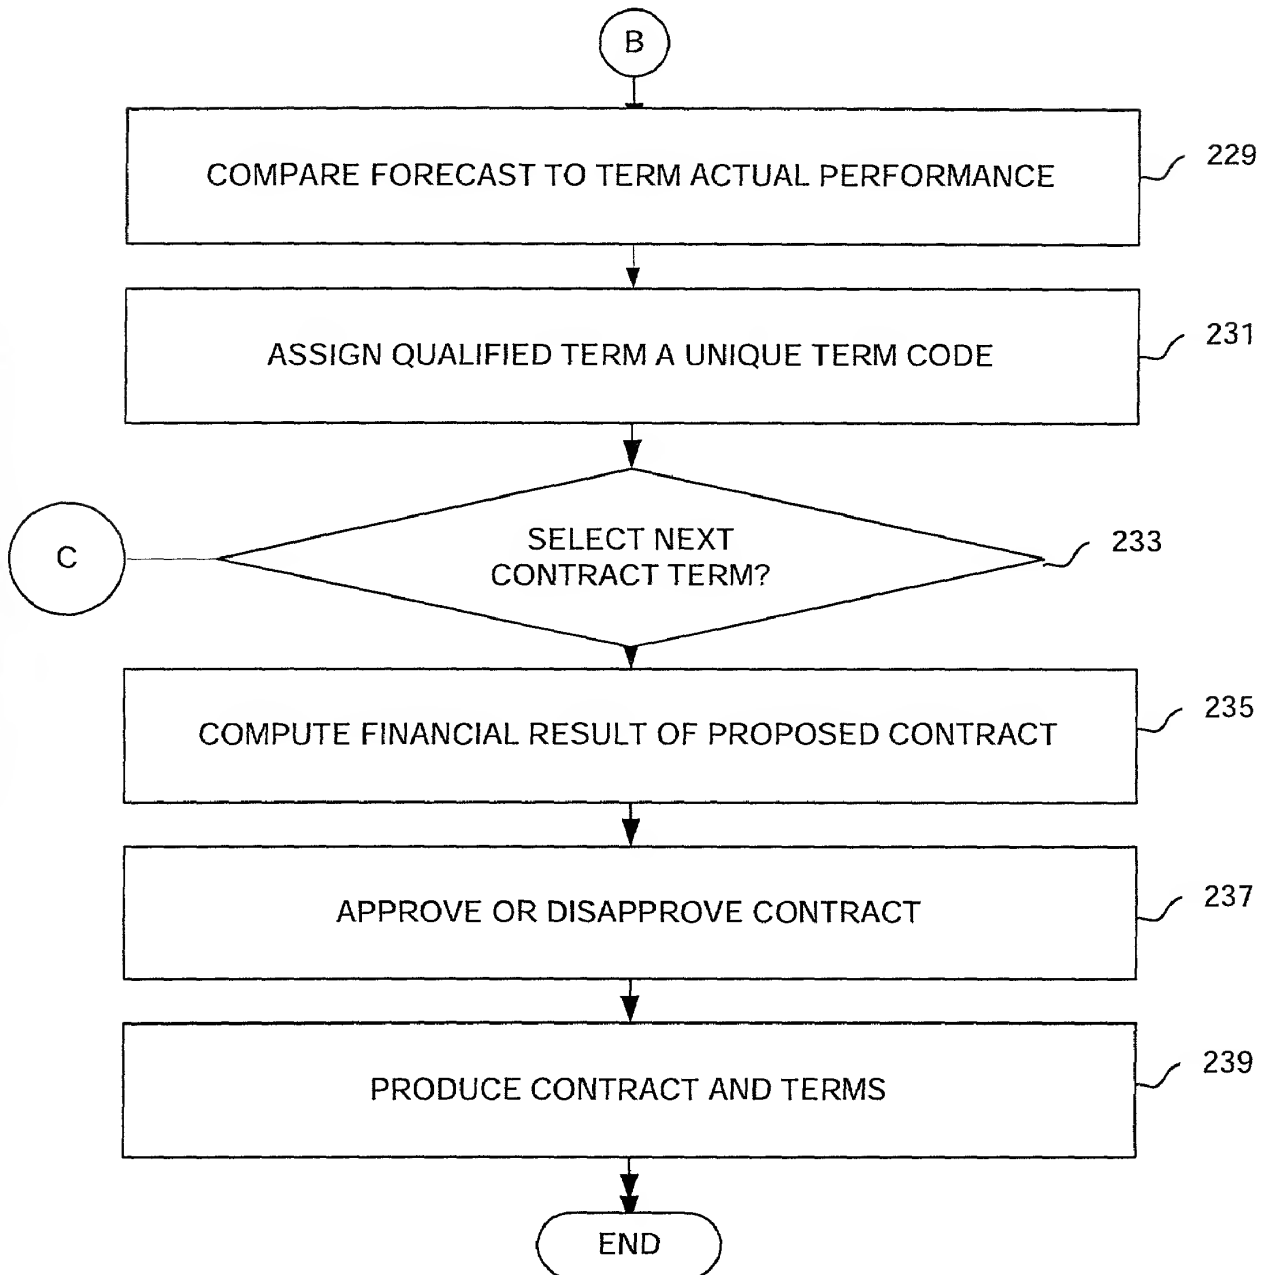 B
COMPARE FORECAST TO TERM ACTUAL PERFORMANCE
229
ASSIGN QUALIFIED TERM A UNIQUE TERM CODE
231
C
SELECT NEXT
CONTRACT TERM?
233
COMPUTE FINANCIAL RESULT OF PROPOSED CONTRACT
235
APPROVE OR DISAPPROVE CONTRACT
237
PRODUCE CONTRACT AND TERMS
239
END